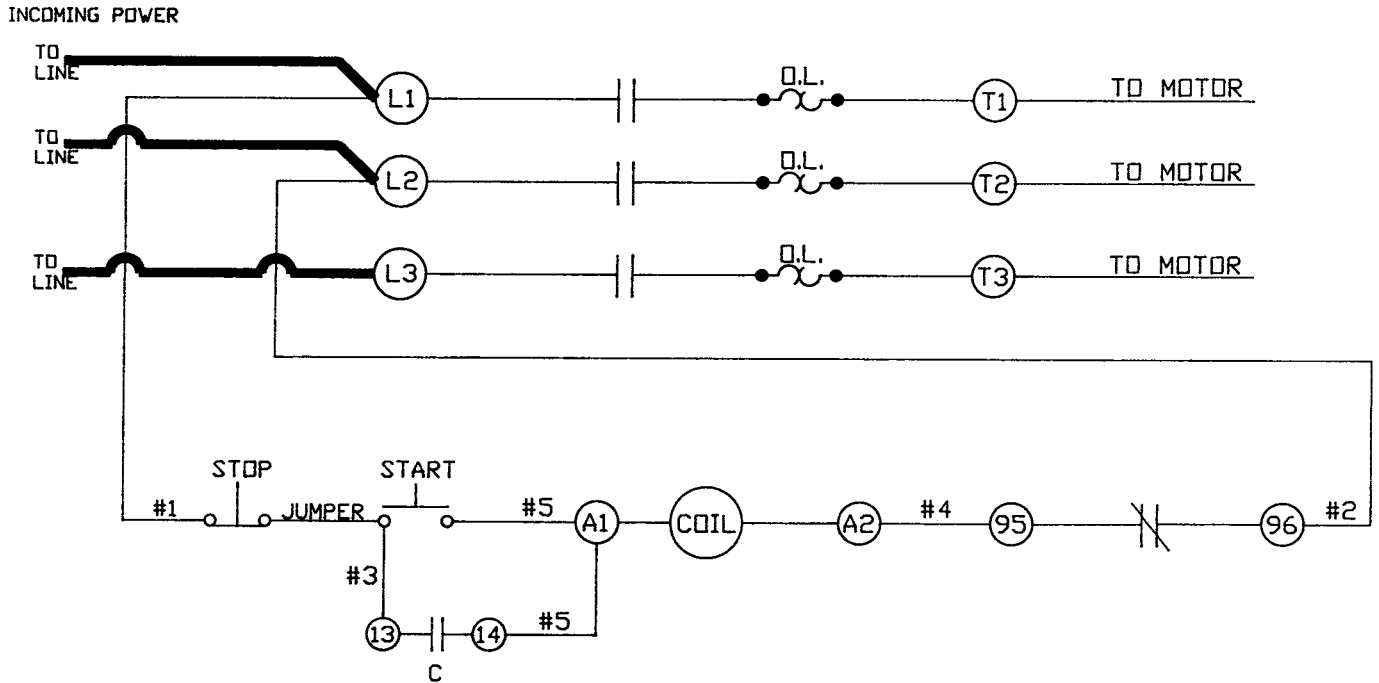 INCOMING POWER
TO
LINE
L1
O.L.
T1
TO MOTOR
TO
LINE
L2
O.L.
T2
TO MOTOR
TO
LINE
L3
O.L.
T3
TO MOTOR
STOP
START
#1
JUMPER
#5
A1
COIL
A2
#4
95
96
#2
#3
13
14
#5
C